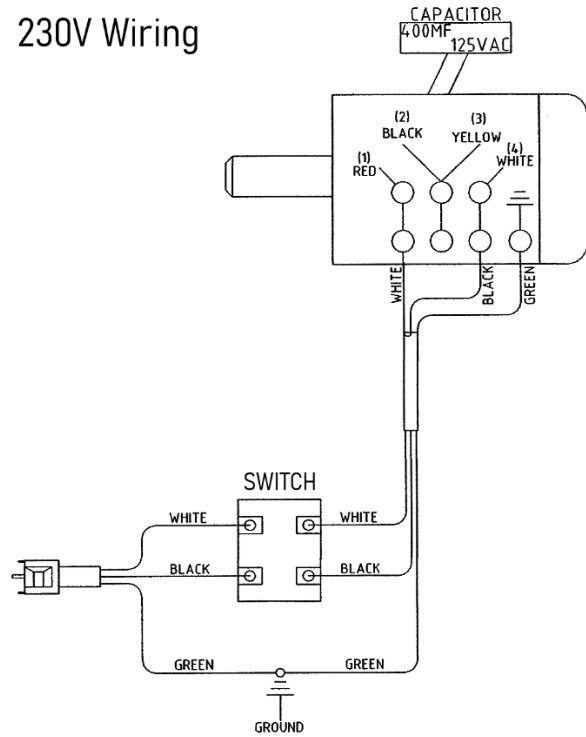 230V Wiring
CAPACITOR
400MF
125VAC
(2)
BLACK
(3)
YELLOW
(1)
RED
(4)
WHITE
WHITE
BLACK
GREEN
SWITCH
WHITE
WHITE
BLACK
BLACK
GREEN
GREEN
GROUND